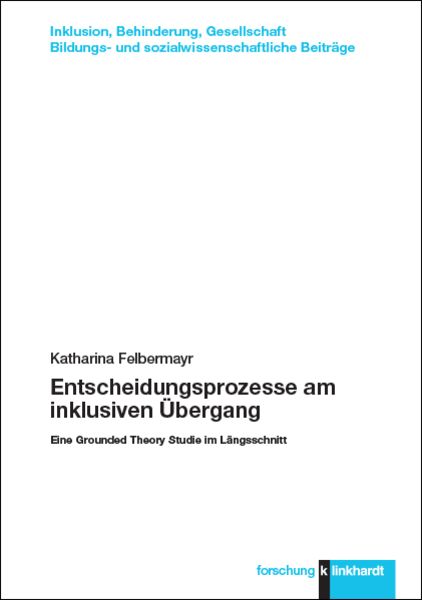 Inklusion, Behinderung, Gesellschaft
Bildungs- und sozialwissenschaftliche Beiträge
Katharina Felbermayr
Entscheidungsprozesse am
inklusiven Übergang
Eine Grounded Theory Studie im Längsschnitt
forschung k linkhardt